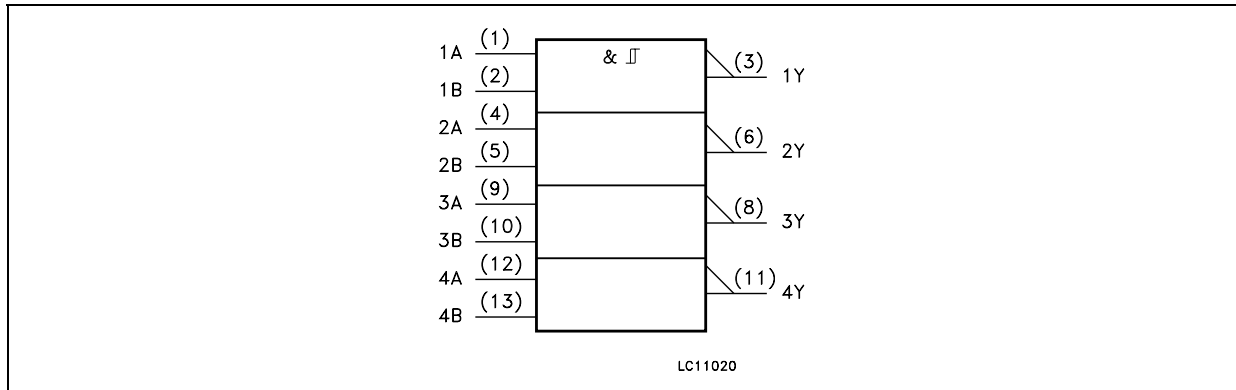 & ⎎
1A (1)
(3) 1Y
1B (2)
2A (4)
(6) 2Y
2B (5)
3A (9)
(8) 3Y
3B (10)
4A (12)
(11) 4Y
4B (13)
LC11020